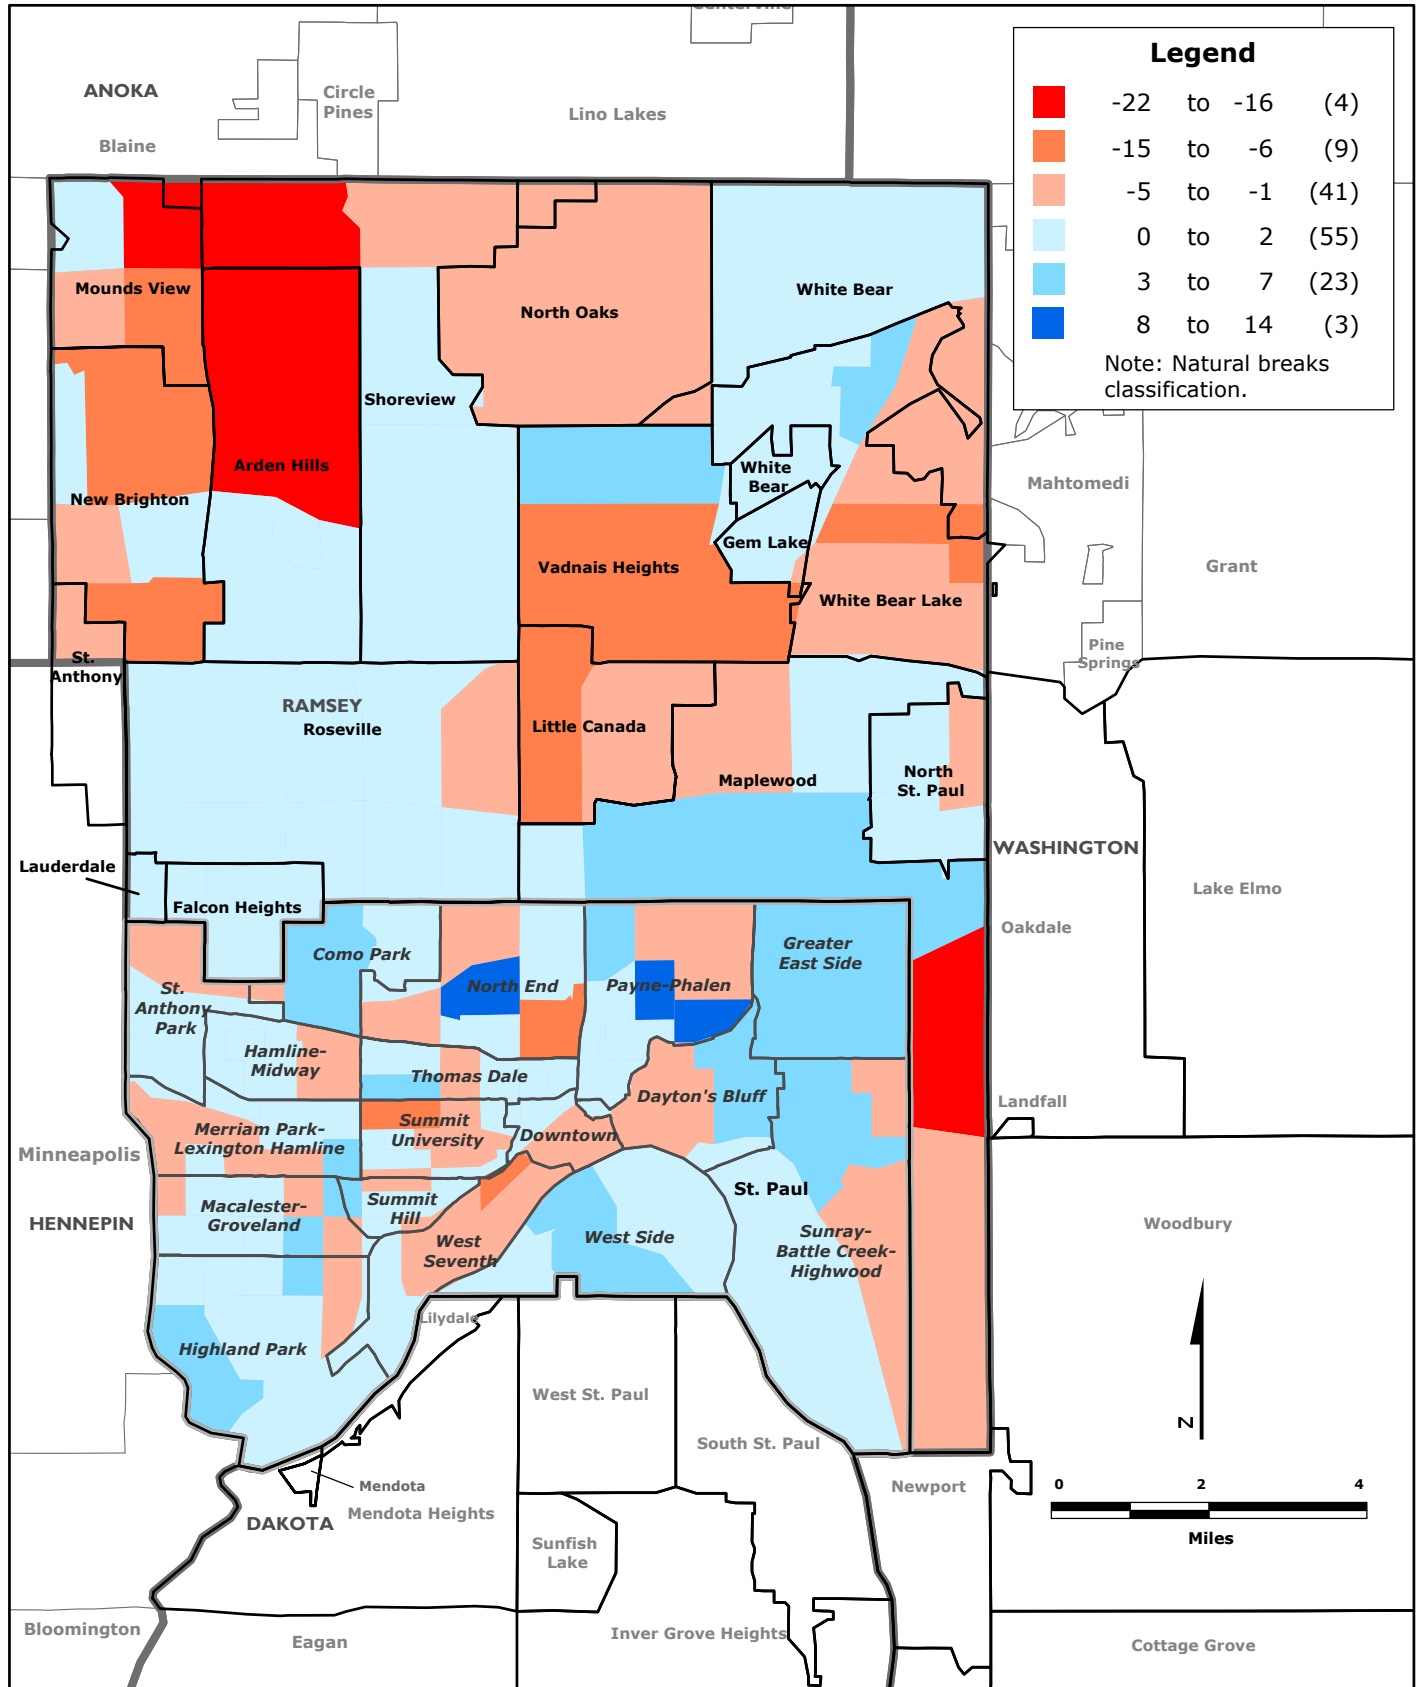 Centerville
Legend
-22 to -16 (4)
-15 to -6 (9)
-5 to -1 (41)
0 to 2 (55)
3 to 7 (23)
8 to 14 (3)
Note: Natural breaks
classification.
ANOKA
Circle
Pines
Lino Lakes
Blaine
Mounds View
North Oaks
White Bear
Shoreview
Arden Hills
New Brighton
White
Bear
Mahtomedi
Gem Lake
Vadnais Heights
Grant
White Bear Lake
St.
Anthony
Pine
Springs
RAMSEY
Roseville
Little Canada
Maplewood
North
St. Paul
WASHINGTON
Lauderdale
Lake Elmo
Falcon Heights
Oakdale
Como Park
Greater
East Side
North End
Payne-Phalen
St.
Anthony
Park
Hamline-
Midway
Thomas Dale
Dayton's Bluff
Landfall
Merriam Park-
Lexington Hamline
Summit
University
Downtown
Minneapolis
St. Paul
HENNEPIN
Macalester-
Groveland
Summit
Hill
West
Seventh
West Side
Sunray-
Battle Creek-
Highwood
Woodbury
Lilydale
Highland Park
West St. Paul
South St. Paul
N
Mendota
Newport
0 2 4
Miles
DAKOTA
Mendota Heights
Sunfish
Lake
Bloomington
Eagan
Inver Grove Heights
Cottage Grove